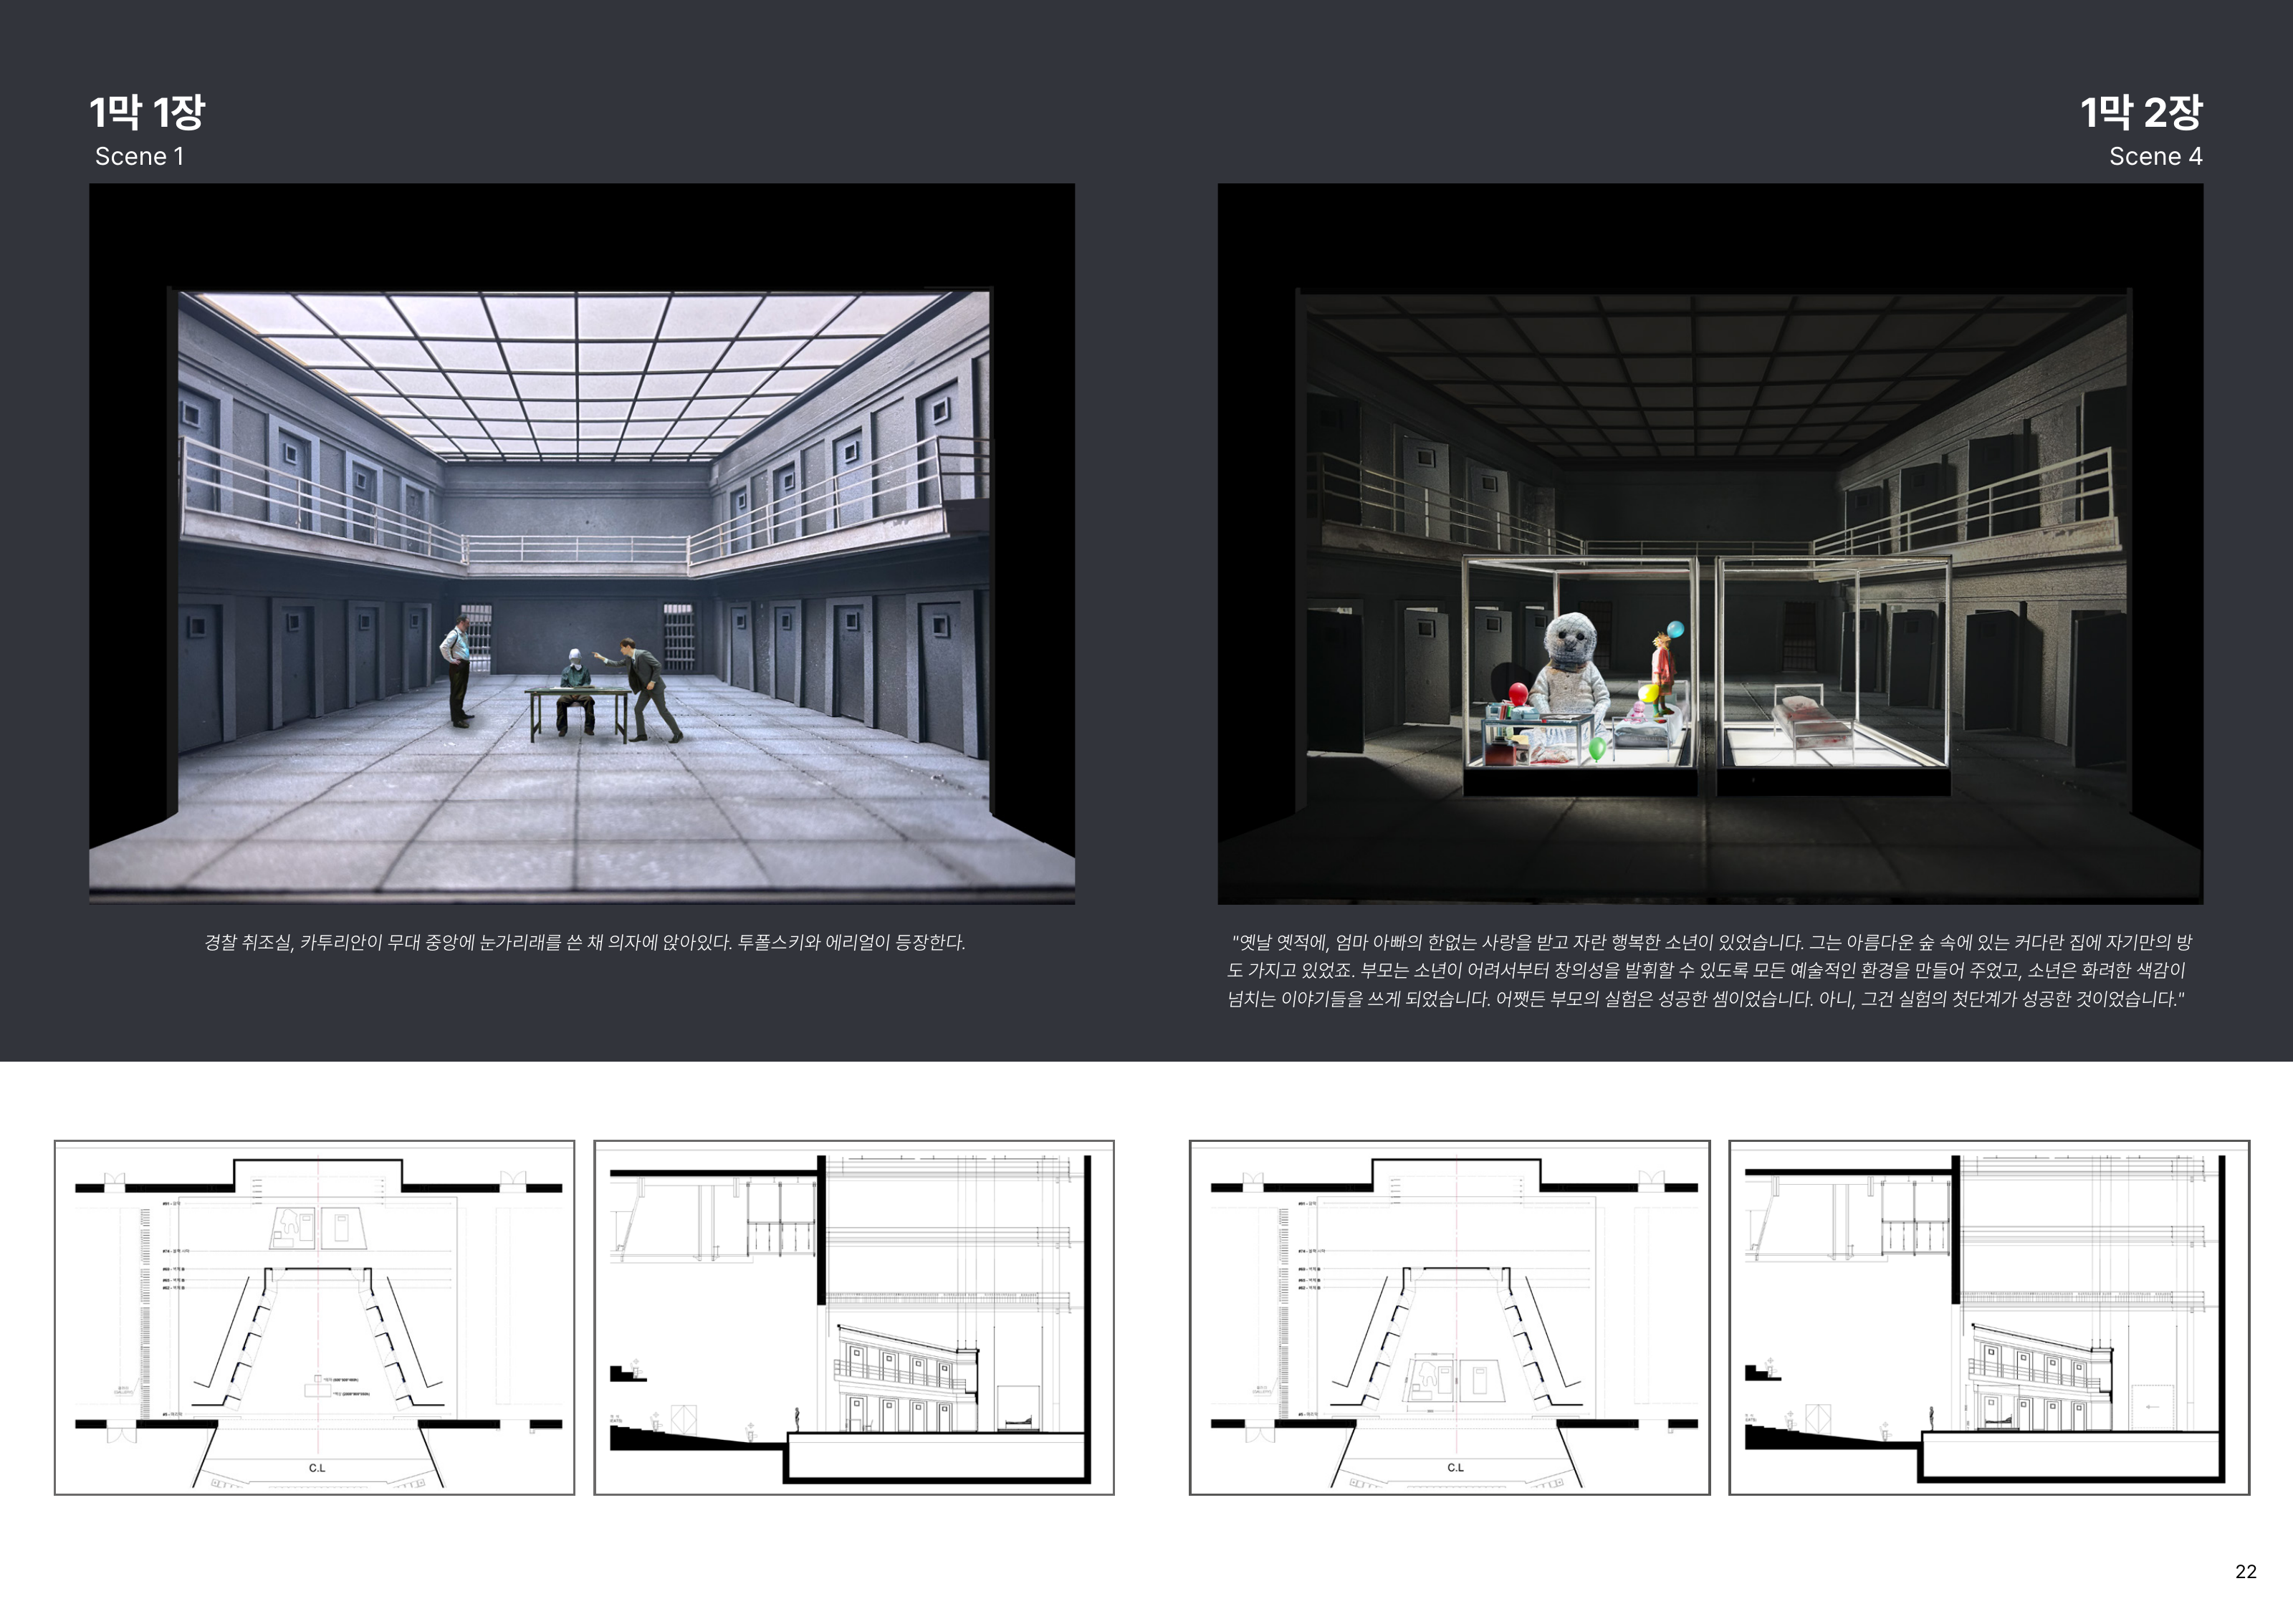 1막 1장
Scene 1
1막 2장
Scene 4
경찰 취조실, 카투리안이 무대 중앙에 눈가리래를 쓴 채 의자에 앉아있다. 투폴스키와 에리얼이 등장한다.
"옛날 옛적에, 엄마 아빠의 한없는 사랑을 받고 자란 행복한 소년이 있었습니다. 그는 아름다운 숲 속에 있는 커다란 집에 자기만의 방
도 가지고 있었죠. 부모는 소년이 어려서부터 창의성을 발휘할 수 있도록 모든 예술적인 환경을 만들어 주었고, 소년은 화려한 색감이
넘치는 이야기들을 쓰게 되었습니다. 어쨋든 부모의 실험은 성공한 셈이었습니다. 아니, 그건 실험의 첫단계가 성공한 것이었습니다."
C.L
C.L
22